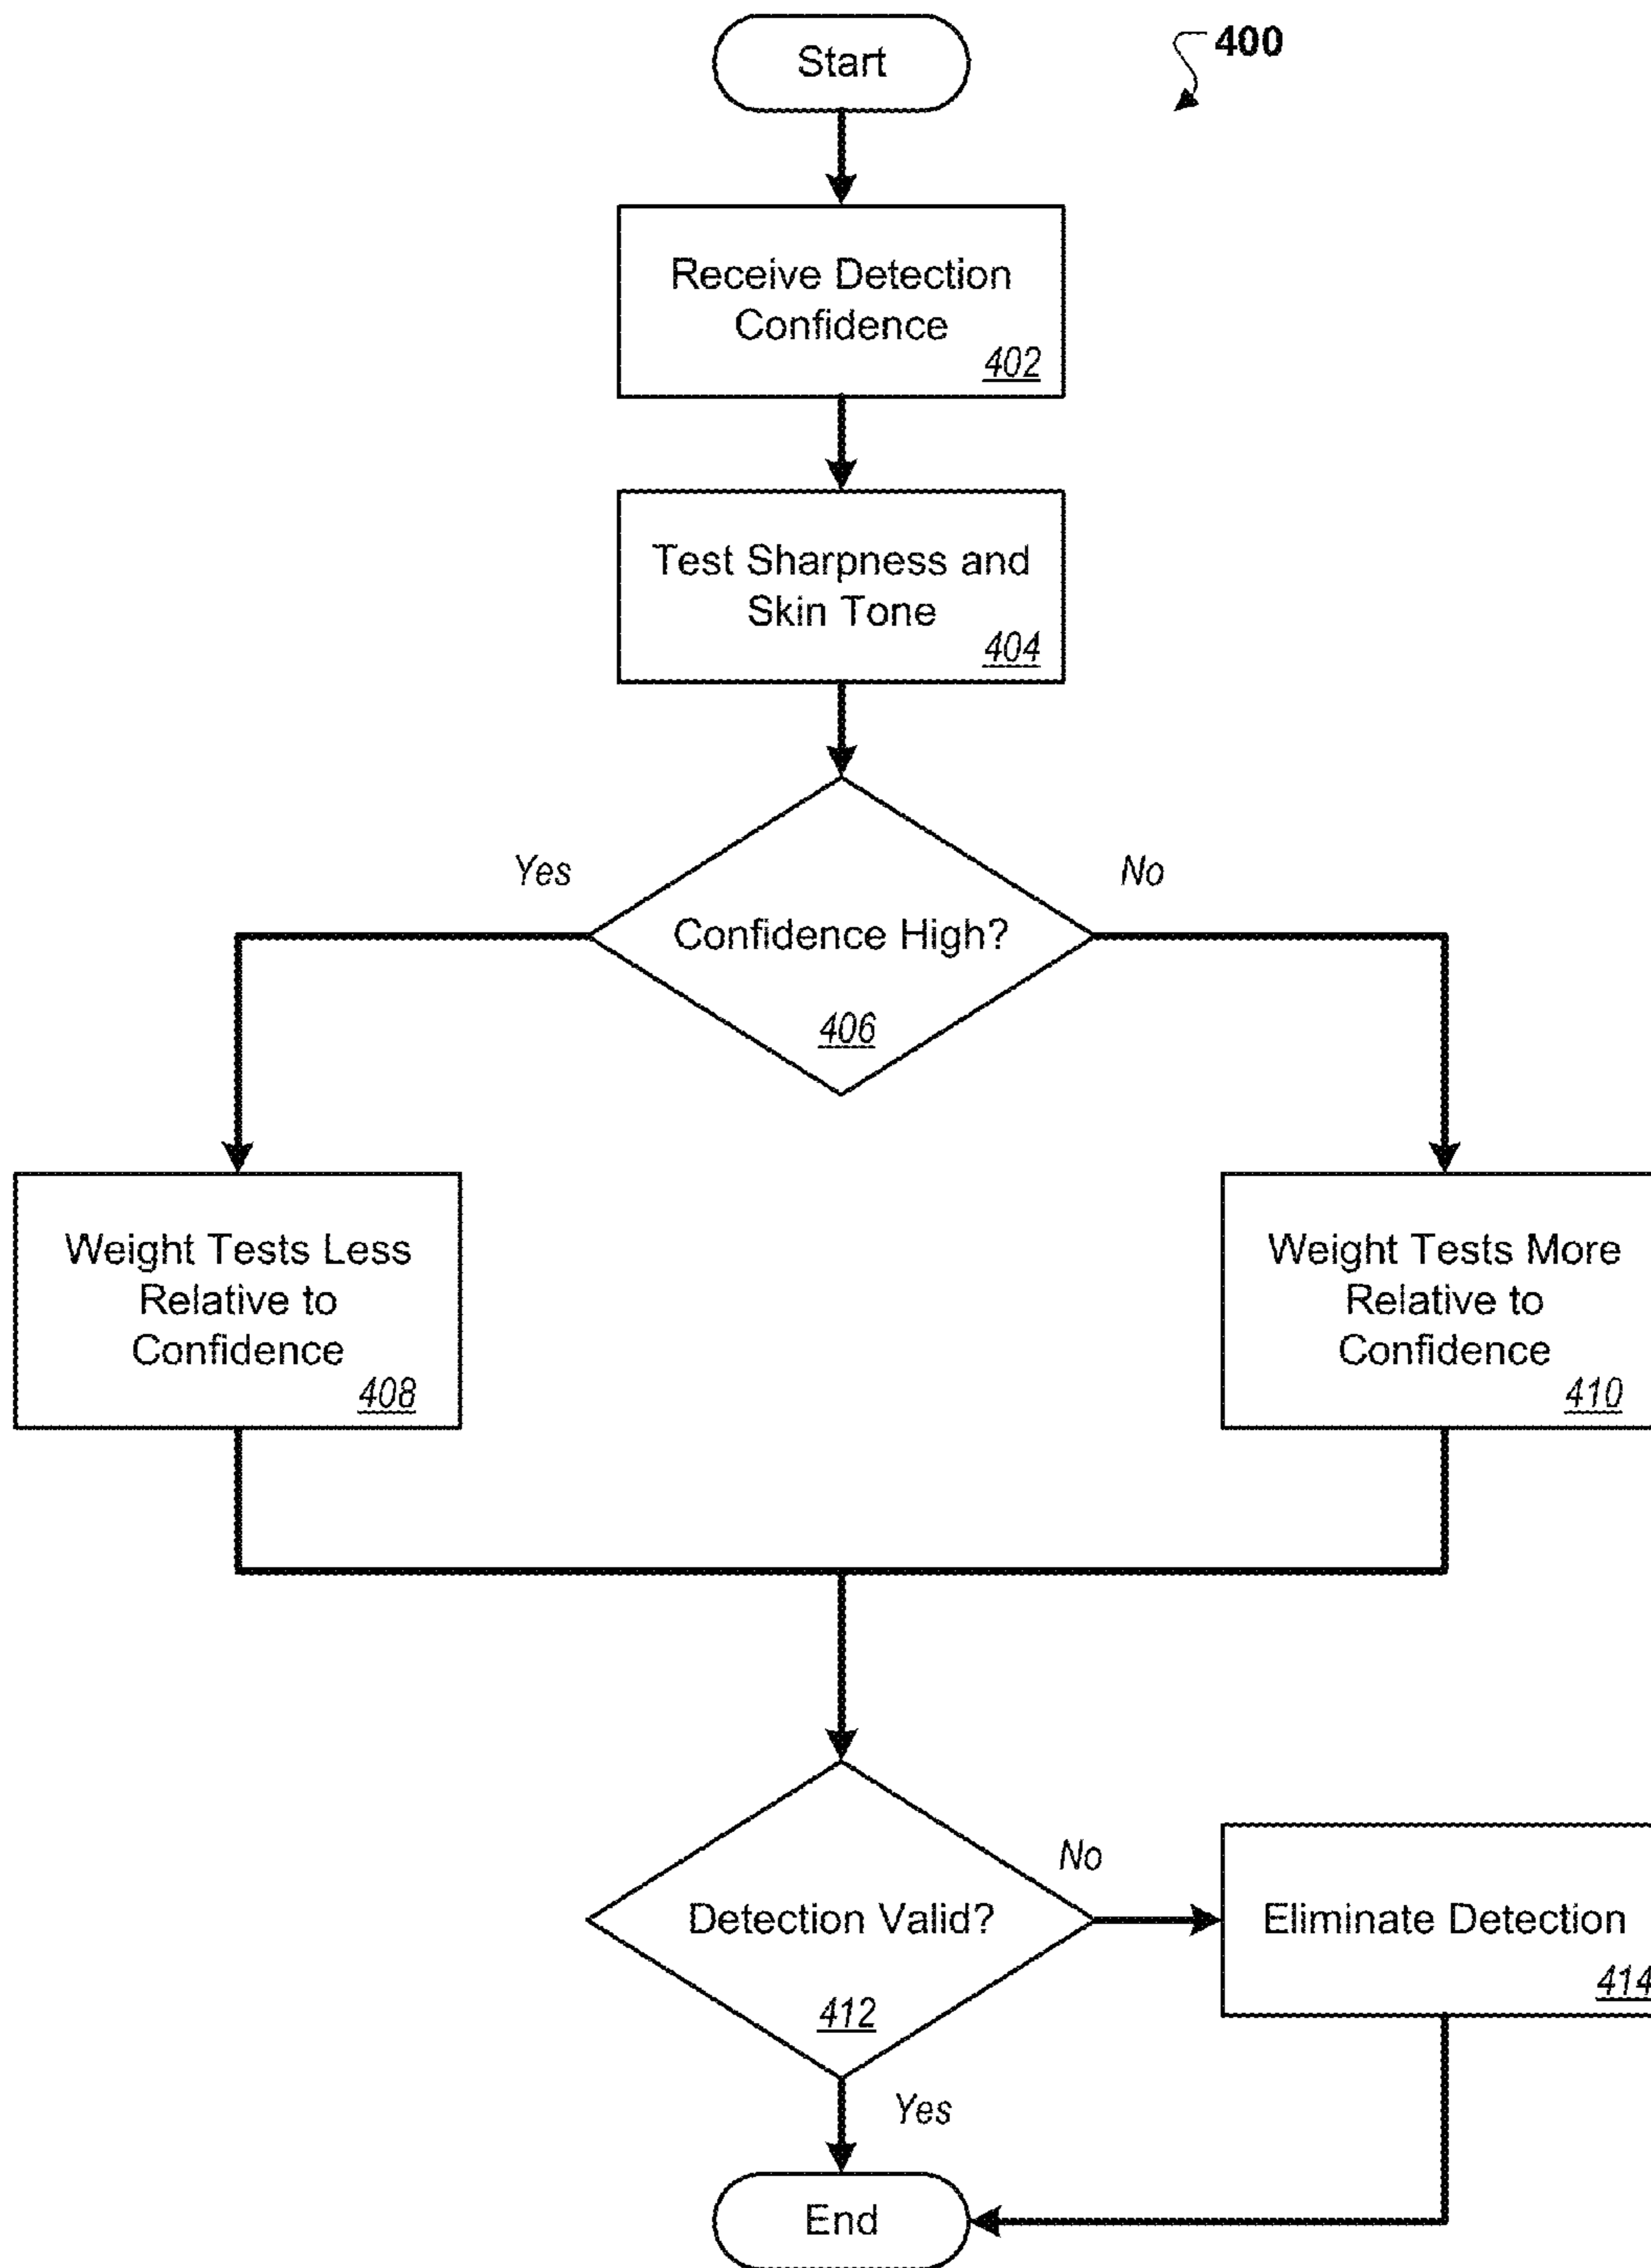 Start
400
Receive Detection
Confidence
402
Test Sharpness and
Skin Tone
404
Yes
No
Confidence High?
406
Weight Tests Less
Relative to
Confidence
408
Weight Tests More
Relative to
Confidence
410
No
Detection Valid?
412
Eliminate Detection
414
Yes
End